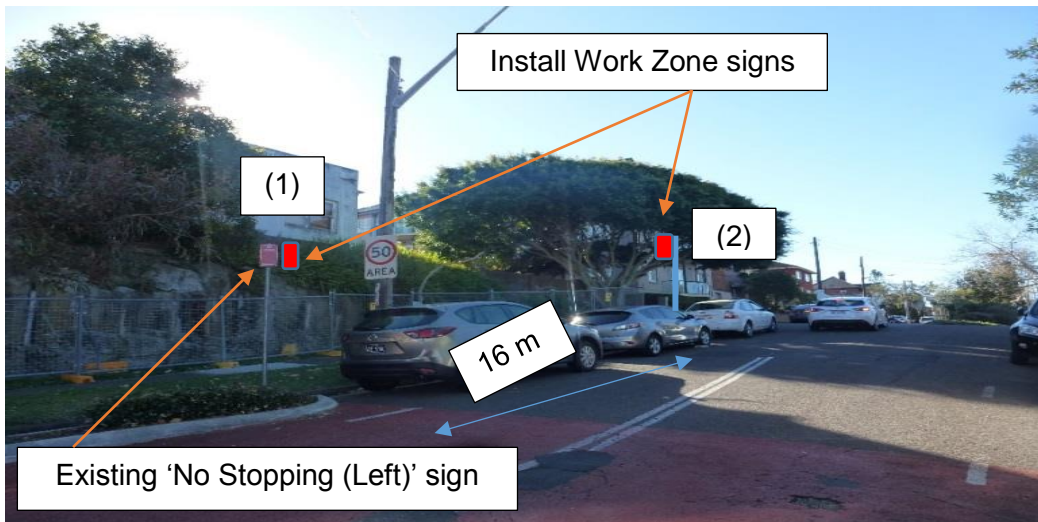 Install Work Zone signs
(1)
(2)
50
AREA
16 m
Existing ‘No Stopping (Left)’ sign